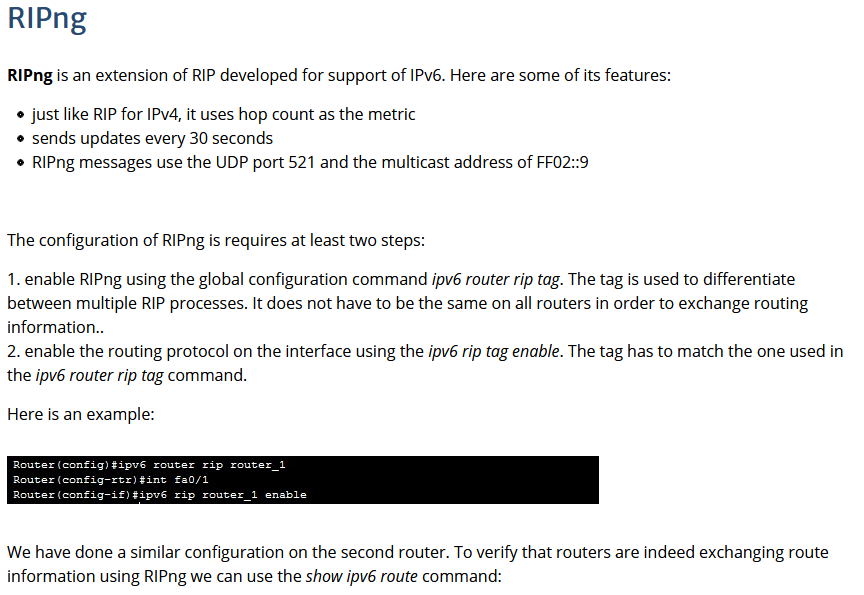 RIPng
RIPng is an extension of RIP developed for support of IPv6. Here are some of its features:
just like RIP for IPv4, it uses hop count as the metric
sends updates every 30 seconds
RIPng messages use the UDP port 521 and the multicast address of FF02::9
The configuration of RIPng is requires at least two steps:
1. enable RIPng using the global configuration command ipv6 router rip tag. The tag is used to differentiate
between multiple RIP processes. It does not have to be the same on all routers in order to exchange routing
information..
2. enable the routing protocol on the interface using the ipv6 rip tag enable. The tag has to match the one used in
the ipv6 router rip tag command.
Here is an example:
Router(config)#ipv6 router rip router_1
Router(config-rtr)#int fa0/1
Router(config-if)#ipv6 rip router_1 enable
We have done a similar configuration on the second router. To verify that routers are indeed exchanging route
information using RIPng we can use the show ipv6 route command: